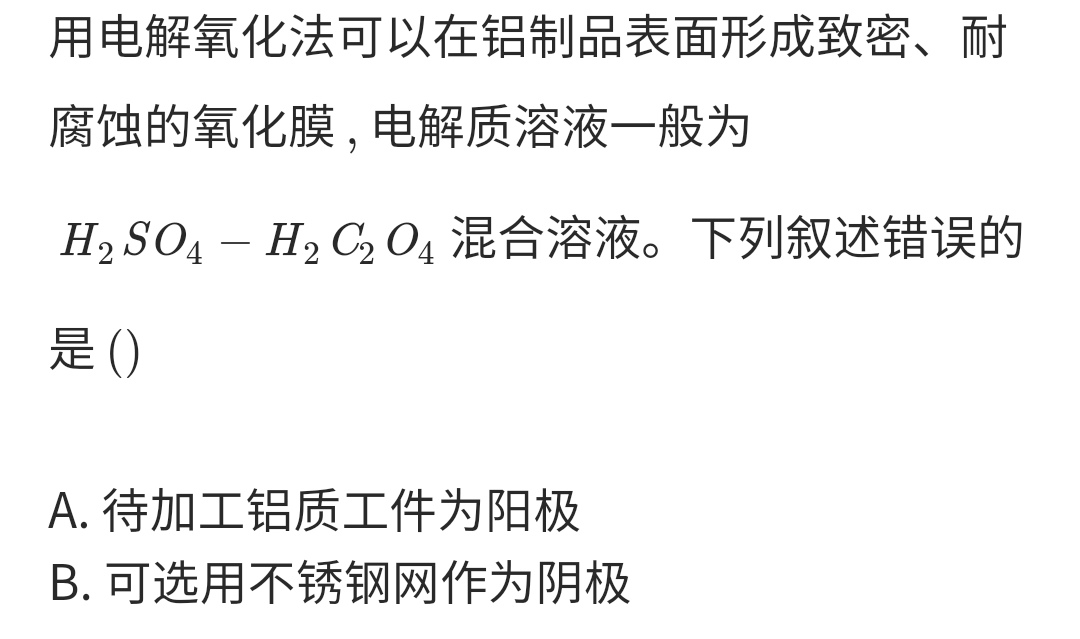 用电解氧化法可以在铝制品表面形成致密、耐
腐蚀的氧化膜，电解质溶液一般为
H₂SO₄ − H₂C₂O₄ 混合溶液。下列叙述错误的
是 ()
A. 待加工铝质工件为阳极
B. 可选用不锈钢网作为阴极